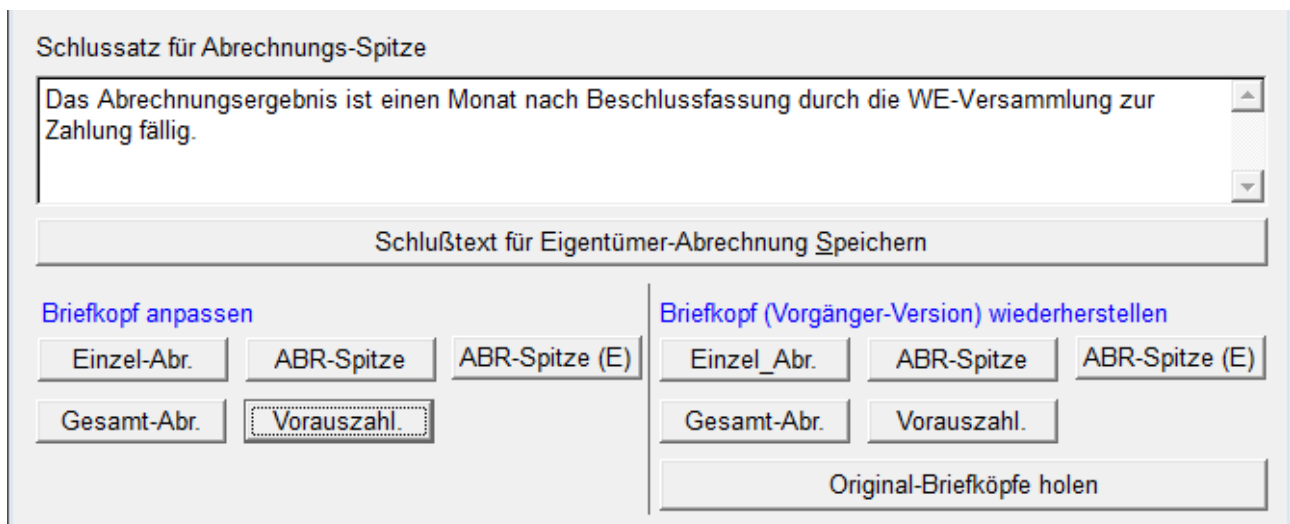 Schlussatz für Abrechnungs-Spitze
Das Abrechnungsergebnis ist einen Monat nach Beschlussfassung durch die WE-Versammlung zur
Zahlung fällig.
Schlußtext für Eigentümer-Abrechnung Speichern
Briefkopf anpassen
Einzel-Abr. ABR-Spitze ABR-Spitze (E)
Gesamt-Abr. Vorauszahl.
Briefkopf (Vorgänger-Version) wiederherstellen
Einzel_Abr. ABR-Spitze ABR-Spitze (E)
Gesamt-Abr. Vorauszahl.
Original-Briefköpfe holen